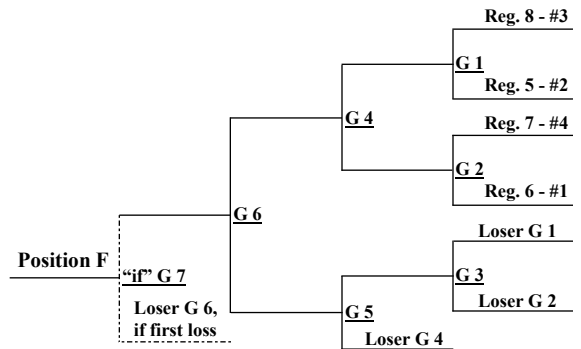 Reg. 8 - #3
G 1
Reg. 5 - #2
G 4
Reg. 7 - #4
G 2
Reg. 6 - #1
G 6
Loser G 1
Position F
"if" G 7
G 3
Loser G 6,
if first loss
G 5
Loser G 2
Loser G 4